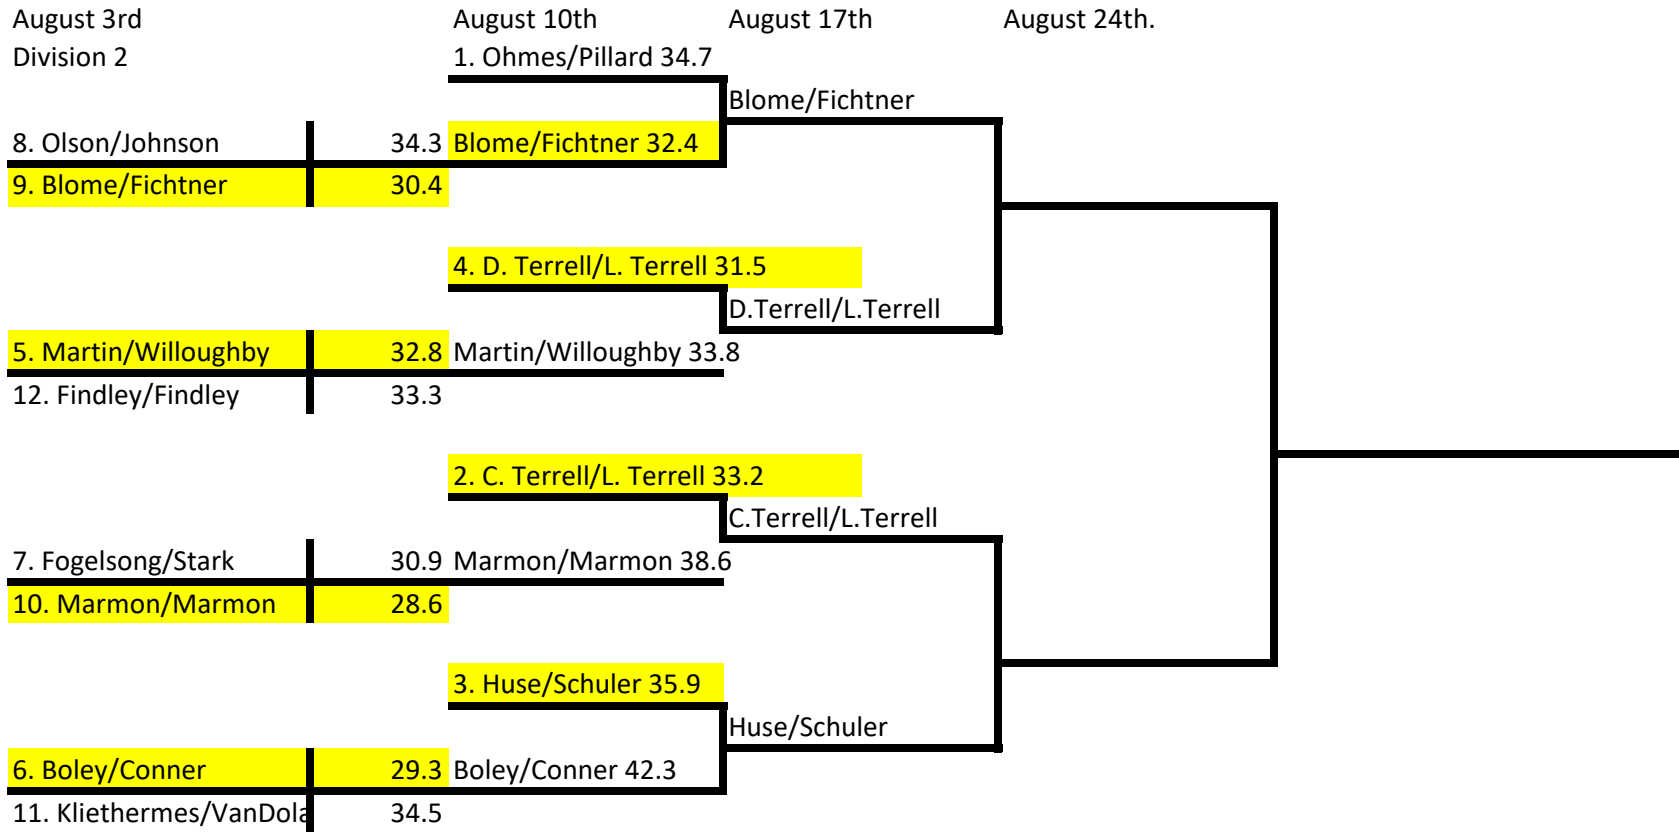 August 3rd August 10th August 17th August 24th.
Division 2 1. Ohmes/Pillard 34.7
Blome/Fichtner
8. Olson/Johnson 34.3 Blome/Fichtner 32.4
9. Blome/Fichtner 30.4
4. D. Terrell/L. Terrell 31.5
D.Terrell/L.Terrell
5. Martin/Willoughby 32.8 Martin/Willoughby 33.8
12. Findley/Findley 33.3
2. C. Terrell/L. Terrell 33.2
C.Terrell/L.Terrell
7. Fogelsong/Stark 30.9 Marmon/Marmon 38.6
10. Marmon/Marmon 28.6
3. Huse/Schuler 35.9
Huse/Schuler
6. Boley/Conner 29.3 Boley/Conner 42.3
11. Kliethermes/VanDola 34.5